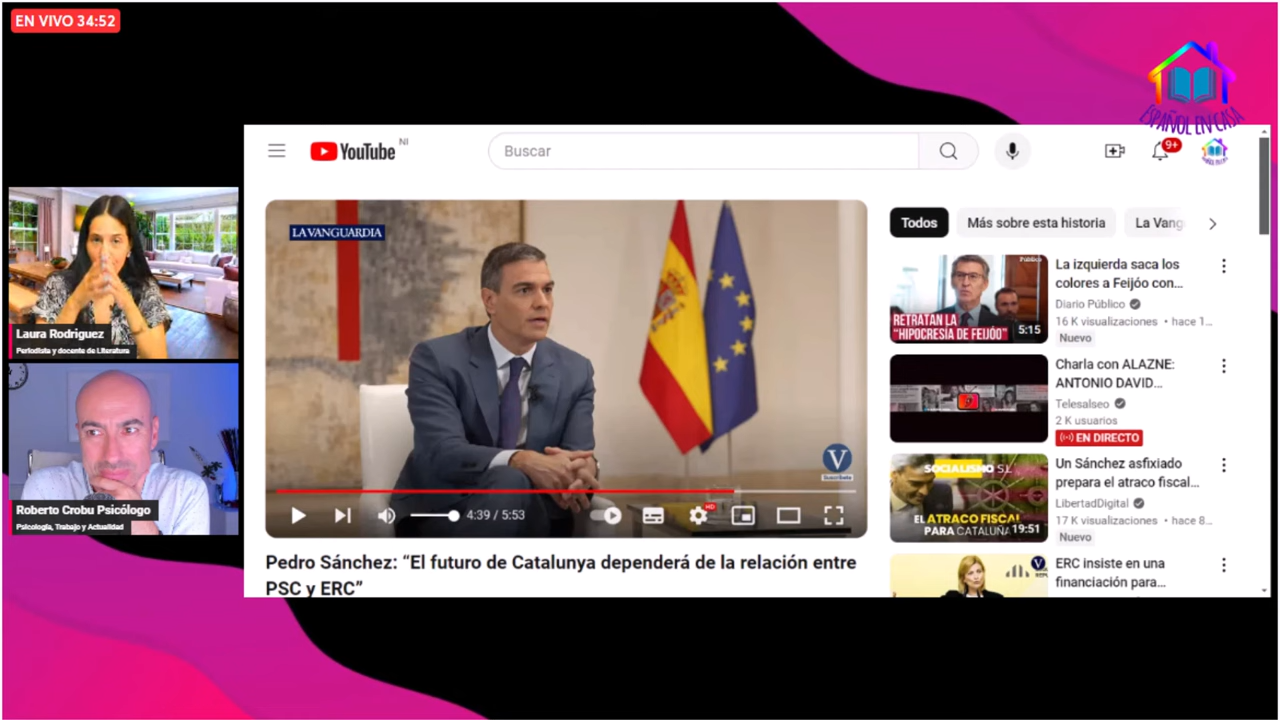 EN VIVO 34:52
ESPAÑOL EN CASA
YouTube NI
Buscar
9+
LA VANGUARDIA
Todos
Más sobre esta historia
La Vang
Laura Rodriguez
Periodista y docente de Literatura
Roberto Crobu Psicólogo
Psicología, Trabajo y Actualidad
V
4:39 / 5:53
HD
Pedro Sánchez: “El futuro de Catalunya dependerá de la relación entre
PSC y ERC”
Público
RETRATAN LA
“HIPOCRESÍA DE FEIJÓO”
5:15
La izquierda saca los
colores a Feijóo con...
Diario Público
16 K visualizaciones • hace 1...
Nuevo
Charla con ALAZNE:
ANTONIO DAVID...
Telesalseo
2 K usuarios
EN DIRECTO
SOCIALISMO S.L
EL ATRACO FISCAL
PARA CATALUÑA
19:51
Un Sánchez asfixiado
prepara el atraco fiscal...
LibertadDigital
17 K visualizaciones • hace 8...
Nuevo
ERC insiste en una
financiación para...